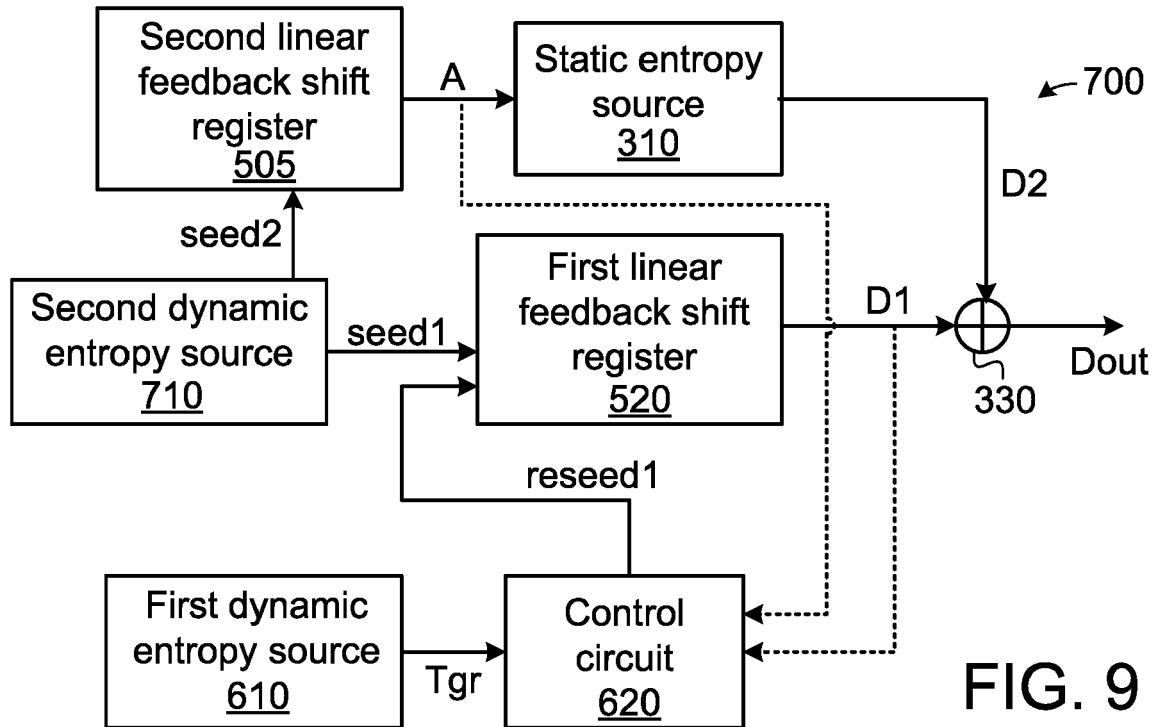 Second linear
feedback shift
register
505
A
Static entropy
source
310
700
D2
seed2
Second dynamic
entropy source
710
seed1
First linear
feedback shift
register
520
D1
Dout
330
reseed1
First dynamic
entropy source
610
Tgr
Control
circuit
620
FIG. 9